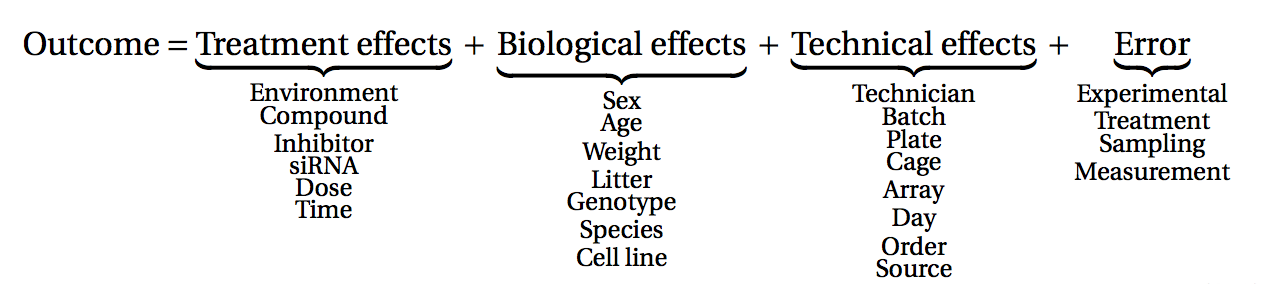 Outcome = Treatment effects + Biological effects + Technical effects + Error
Environment
Compound
Inhibitor
siRNA
Dose
Time
Sex
Age
Weight
Litter
Genotype
Species
Cell line
Technician
Batch
Plate
Cage
Array
Day
Order
Source
Experimental
Treatment
Sampling
Measurement